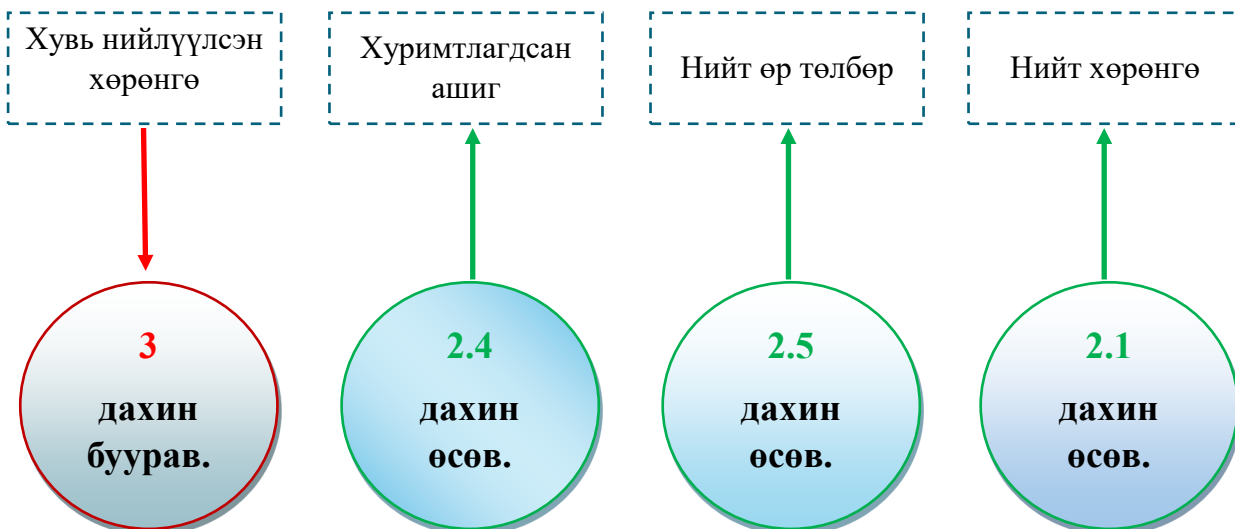 Хувь нийлүүлсэн
хөрөнгө
Хуримтлагдсан
ашиг
Нийт өр төлбөр
Нийт хөрөнгө
3
дахин
буурав.
2.4
дахин
өсөв.
2.5
дахин
өсөв.
2.1
дахин
өсөв.